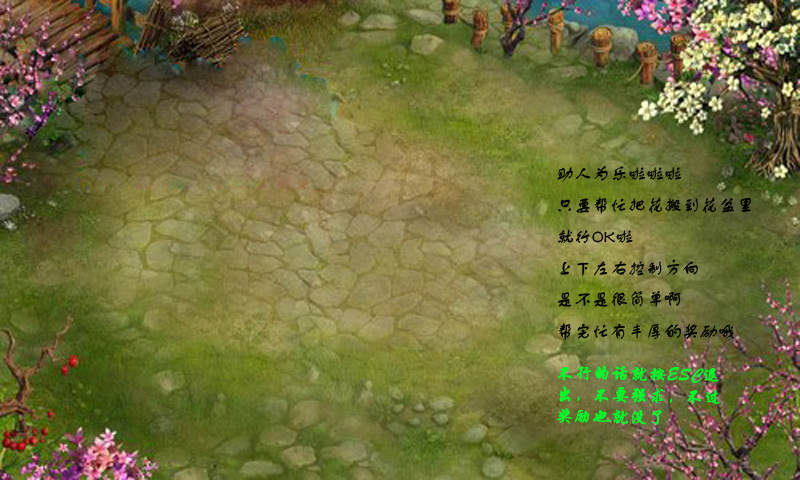 助人为乐啦啦啦
只要帮忙把花搬到花盆里
就行OK啦
上下左右控制方向
是不是很简单啊
帮完忙有丰厚的奖励哦
不行的话就按ESC退
出，不要强求，不过
奖励也就没了